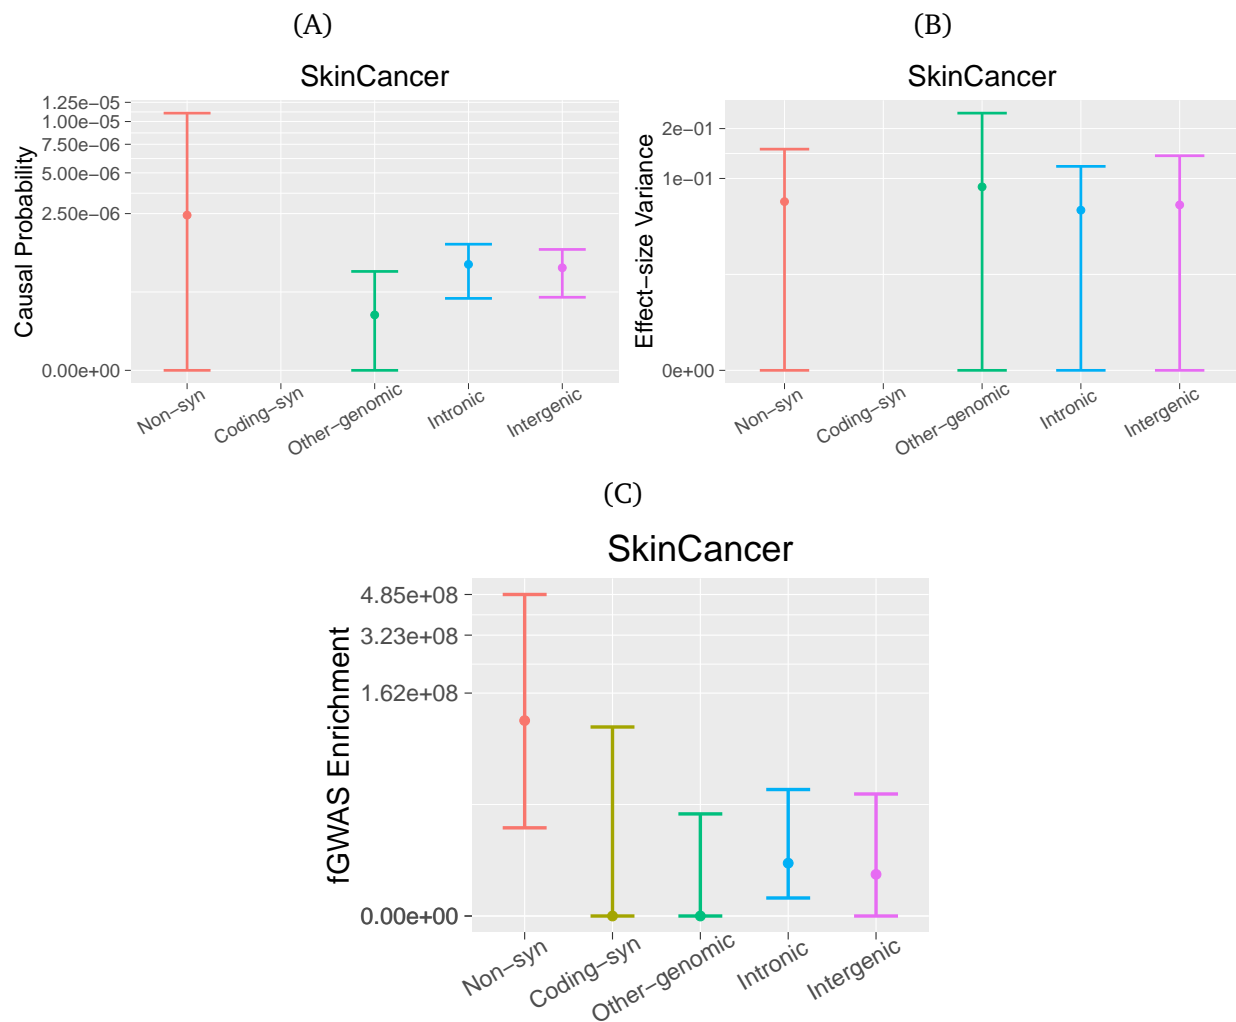 (A)
SkinCancer
Causal Probability
1.25e−05
1.00e−05
7.50e−06
5.00e−06
2.50e−06
0.00e+00
Non−syn
Coding−syn
Other−genomic
Intronic
Intergenic
(B)
SkinCancer
Effect−size Variance
2e−01
1e−01
0e+00
Non−syn
Coding−syn
Other−genomic
Intronic
Intergenic
(C)
SkinCancer
fGWAS Enrichment
4.85e+08
3.23e+08
1.62e+08
0.00e+00
Non−syn
Coding−syn
Other−genomic
Intronic
Intergenic